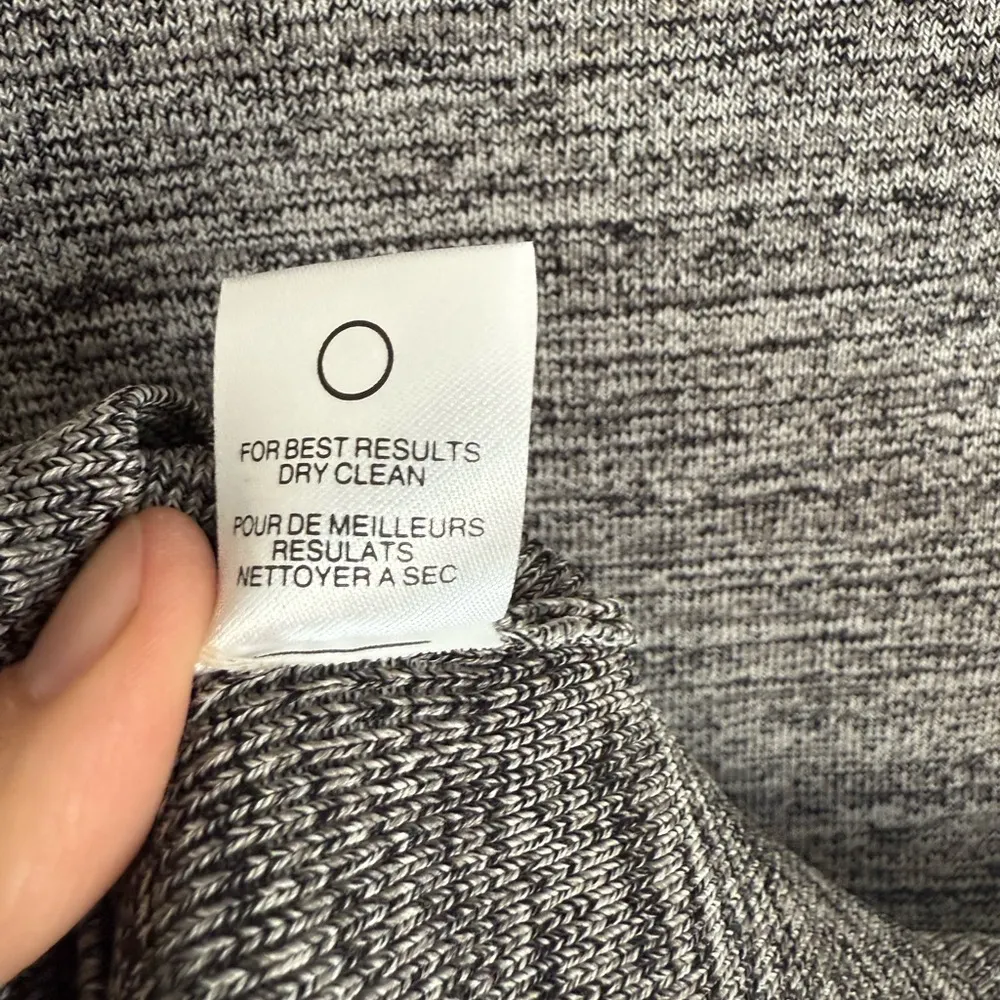 FOR BEST RESULTS
DRY CLEAN
POUR DE MEILLEURS
RESULATS
NETTOYER A SEC